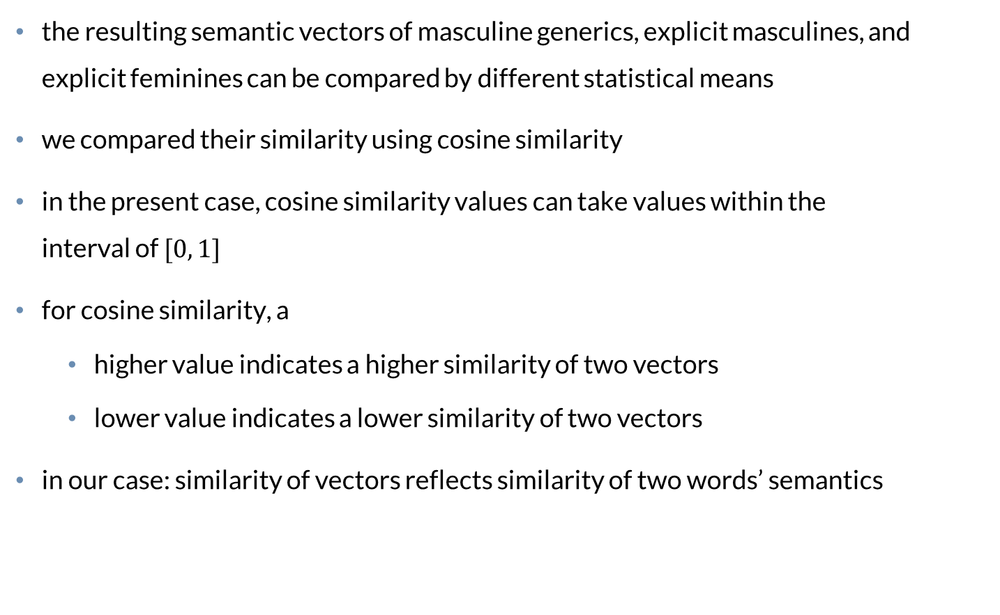 • the resulting semantic vectors of masculine generics, explicit masculines, and
explicit feminines can be compared by different statistical means
• we compared their similarity using cosine similarity
• in the present case, cosine similarity values can take values within the
interval of [0, 1]
• for cosine similarity, a
• higher value indicates a higher similarity of two vectors
• lower value indicates a lower similarity of two vectors
• in our case: similarity of vectors reflects similarity of two words’ semantics